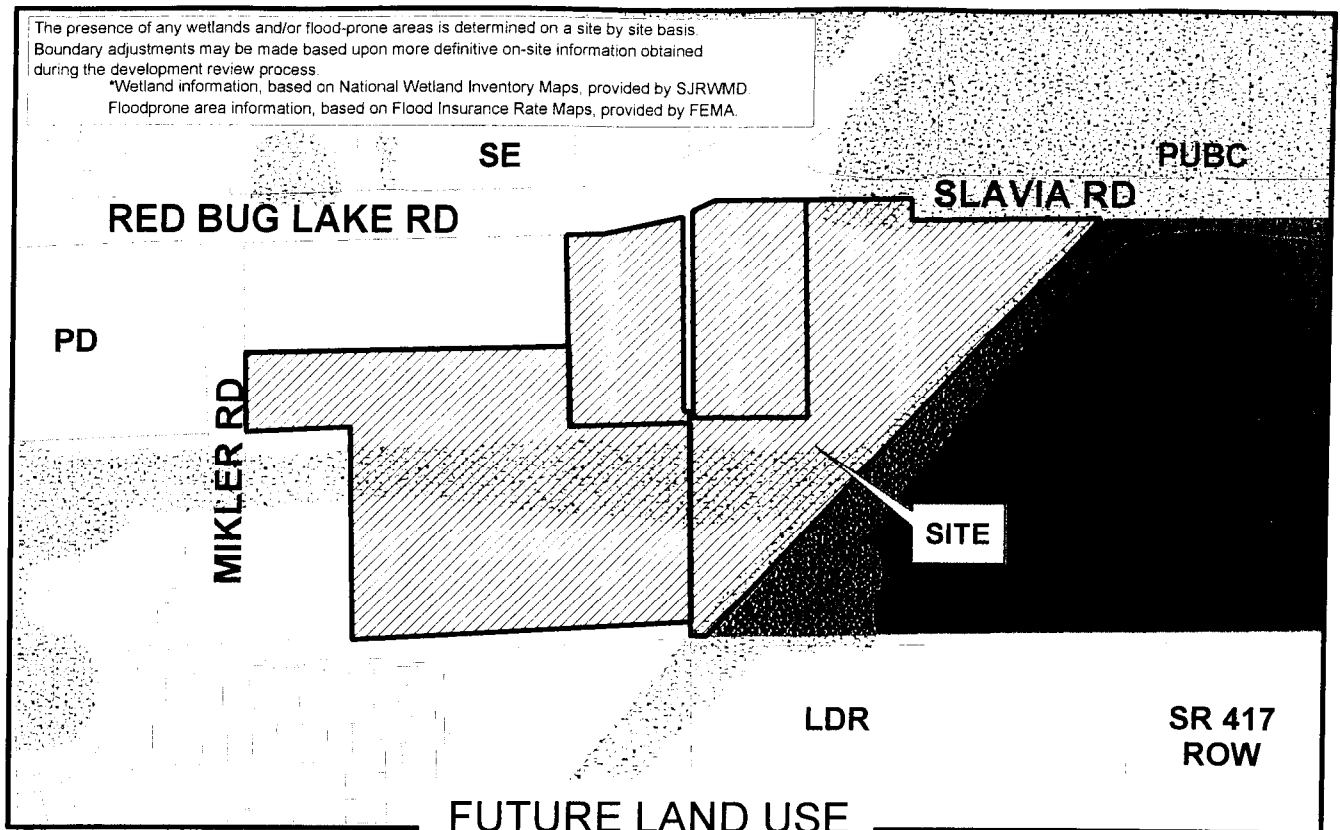 The presence of any wetlands and/or flood-prone areas is determined on a site by site basis.
Boundary adjustments may be made based upon more definitive on-site information obtained
during the development review process.
*Wetland information, based on National Wetland Inventory Maps, provided by SJRWMD.
Floodprone area information, based on Flood Insurance Rate Maps, provided by FEMA.
SE
PUBC
RED BUG LAKE RD
SLAVIA RD
PD
MIKLER RD
SITE
LDR
SR 417
ROW
FUTURE LAND USE